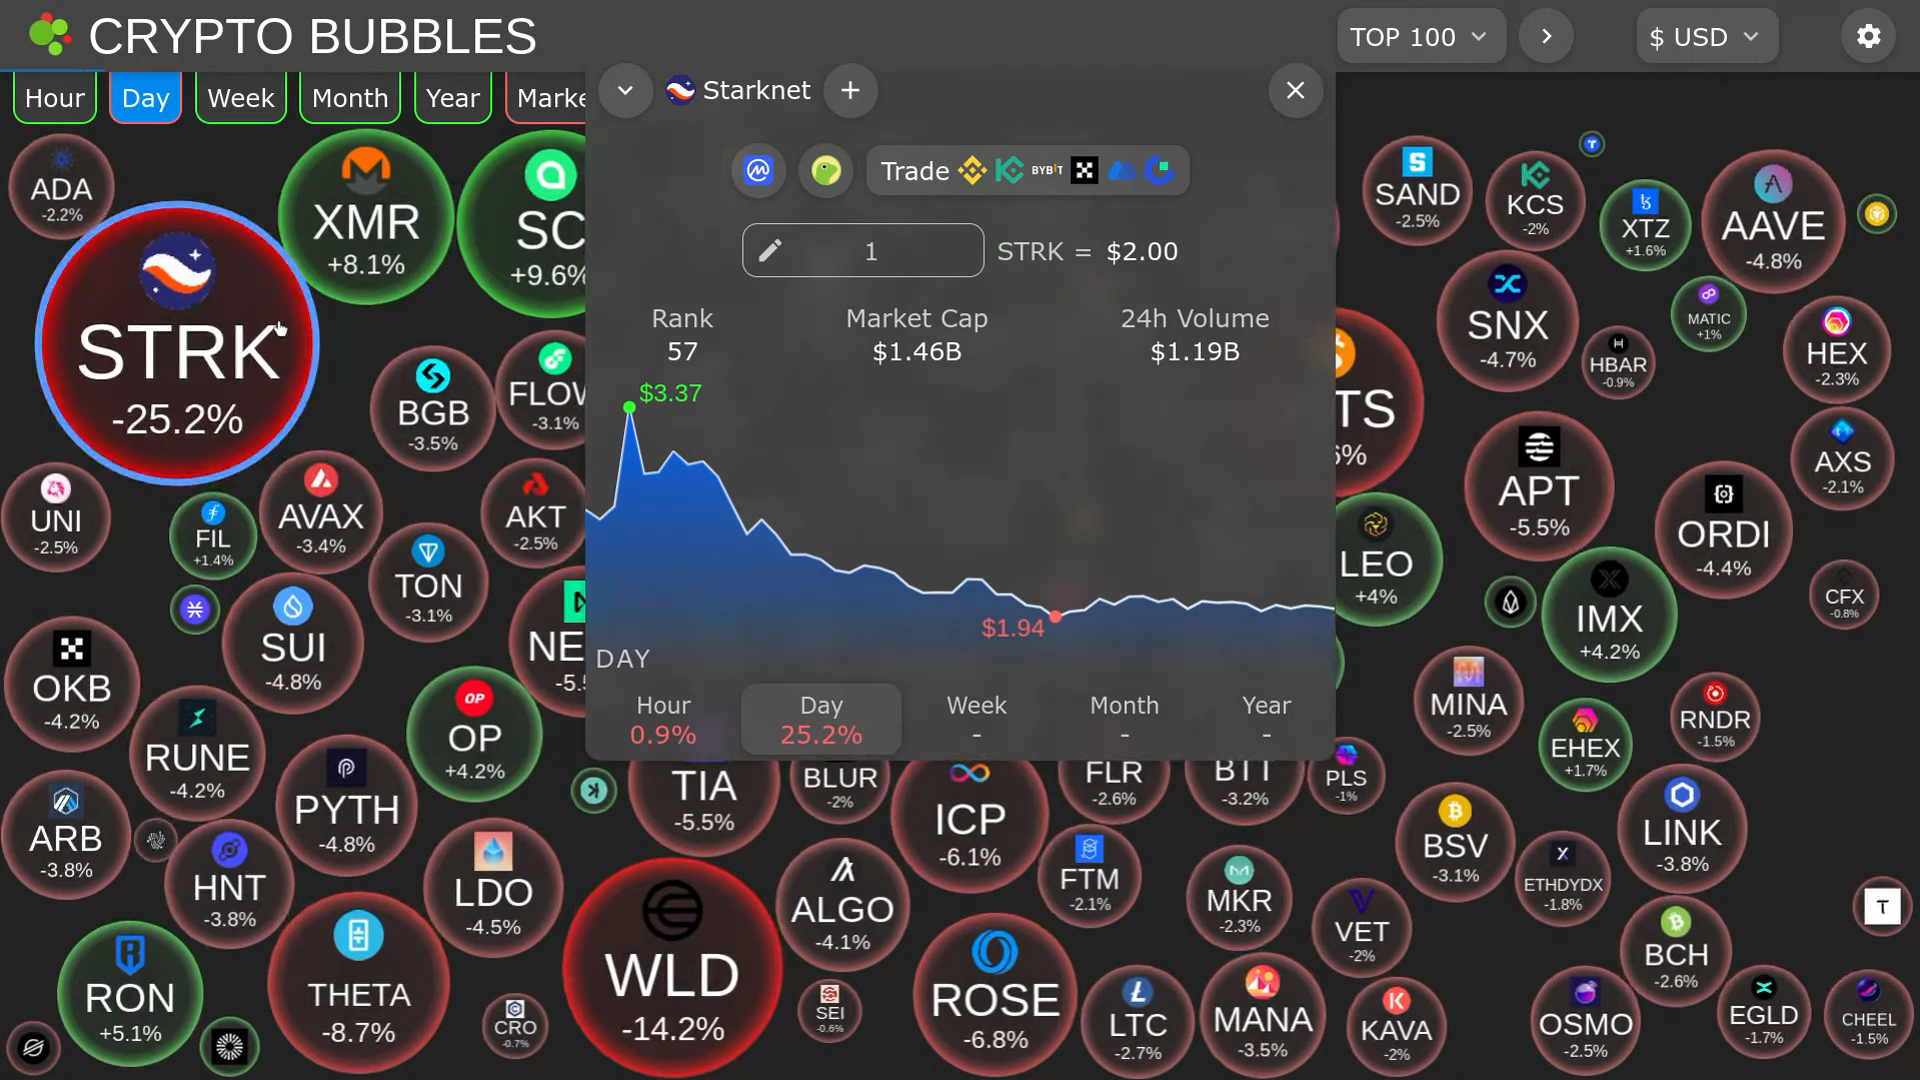 CRYPTO BUBBLES
TOP 100
$ USD
Hour
Day
Week
Month
Year
Starknet
Trade
BYBIT
1
STRK = $2.00
Rank
57
Market Cap
$1.46B
24h Volume
$1.19B
$3.37
$1.94
DAY
Hour
0.9%
Day
25.2%
Week
-
Month
-
Year
-
ADA
-2.2%
XMR
+8.1%
SC
+9.6%
STRK
-25.2%
BGB
-3.5%
-3.1%
UNI
-2.5%
FIL
+1.4%
AVAX
-3.4%
AKT
-2.5%
TON
-3.1%
SUI
-4.8%
OKB
-4.2%
RUNE
-4.2%
OP
+4.2%
PYTH
-4.8%
ARB
-3.8%
HNT
-3.8%
LDO
-4.5%
RON
+5.1%
THETA
-8.7%
CRO
-0.7%
WLD
-14.2%
TIA
-5.5%
BLUR
-2%
ALGO
-4.1%
SEI
-0.6%
ICP
-6.1%
ROSE
-6.8%
FLR
-2.6%
FTM
-2.1%
LTC
-2.7%
BTT
-3.2%
MKR
-2.3%
MANA
-3.5%
PLS
-1%
VET
-2%
KAVA
-2%
SAND
-2.5%
KCS
-2%
XTZ
+1.6%
AAVE
-4.8%
SNX
-4.7%
MATIC
+1%
HBAR
-0.9%
HEX
-2.3%
APT
-5.5%
ORDI
-4.4%
AXS
-2.1%
LEO
+4%
IMX
+4.2%
CFX
-0.8%
MINA
-2.5%
EHEX
+1.7%
RNDR
-1.5%
BSV
-3.1%
ETHDYDX
-1.8%
LINK
-3.8%
BCH
-2.6%
OSMO
-2.5%
EGLD
-1.7%
CHEEL
-1.5%